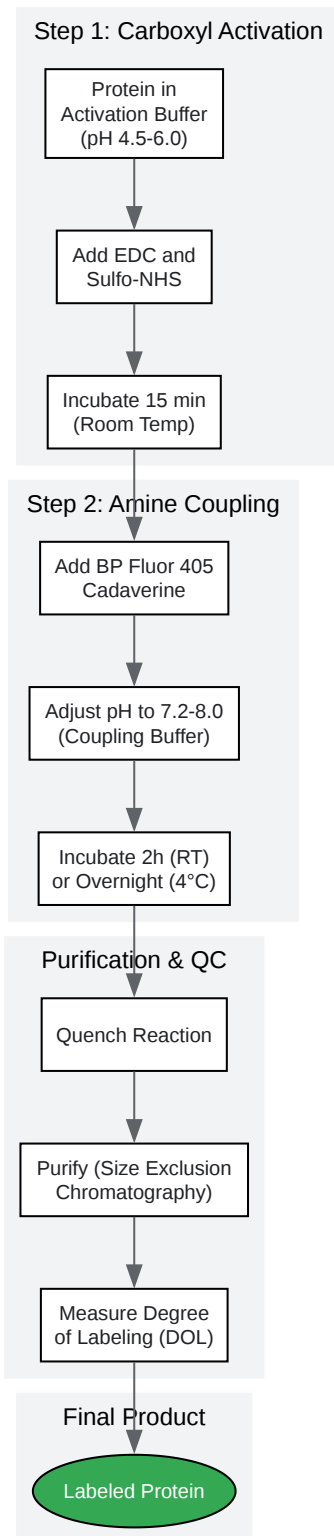 Step 1: Carboxyl Activation
Protein in
Activation Buffer
(pH 4.5-6.0)
Add EDC and
Sulfo-NHS
Incubate 15 min
(Room Temp)
Step 2: Amine Coupling
Add BP Fluor 405
Cadaverine
Adjust pH to 7.2-8.0
(Coupling Buffer)
Incubate 2h (RT)
or Overnight (4°C)
Purification & QC
Quench Reaction
Purify (Size Exclusion
Chromatography)
Measure Degree
of Labeling (DOL)
Final Product
Labeled Protein